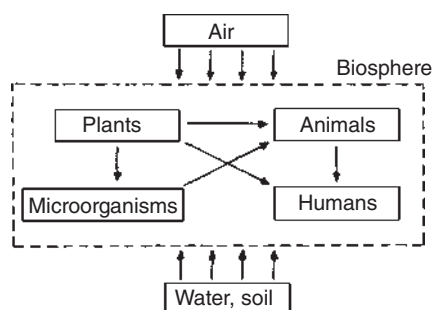 Air
Biosphere
Plants
Animals
Microorganisms
Humans
Water, soil